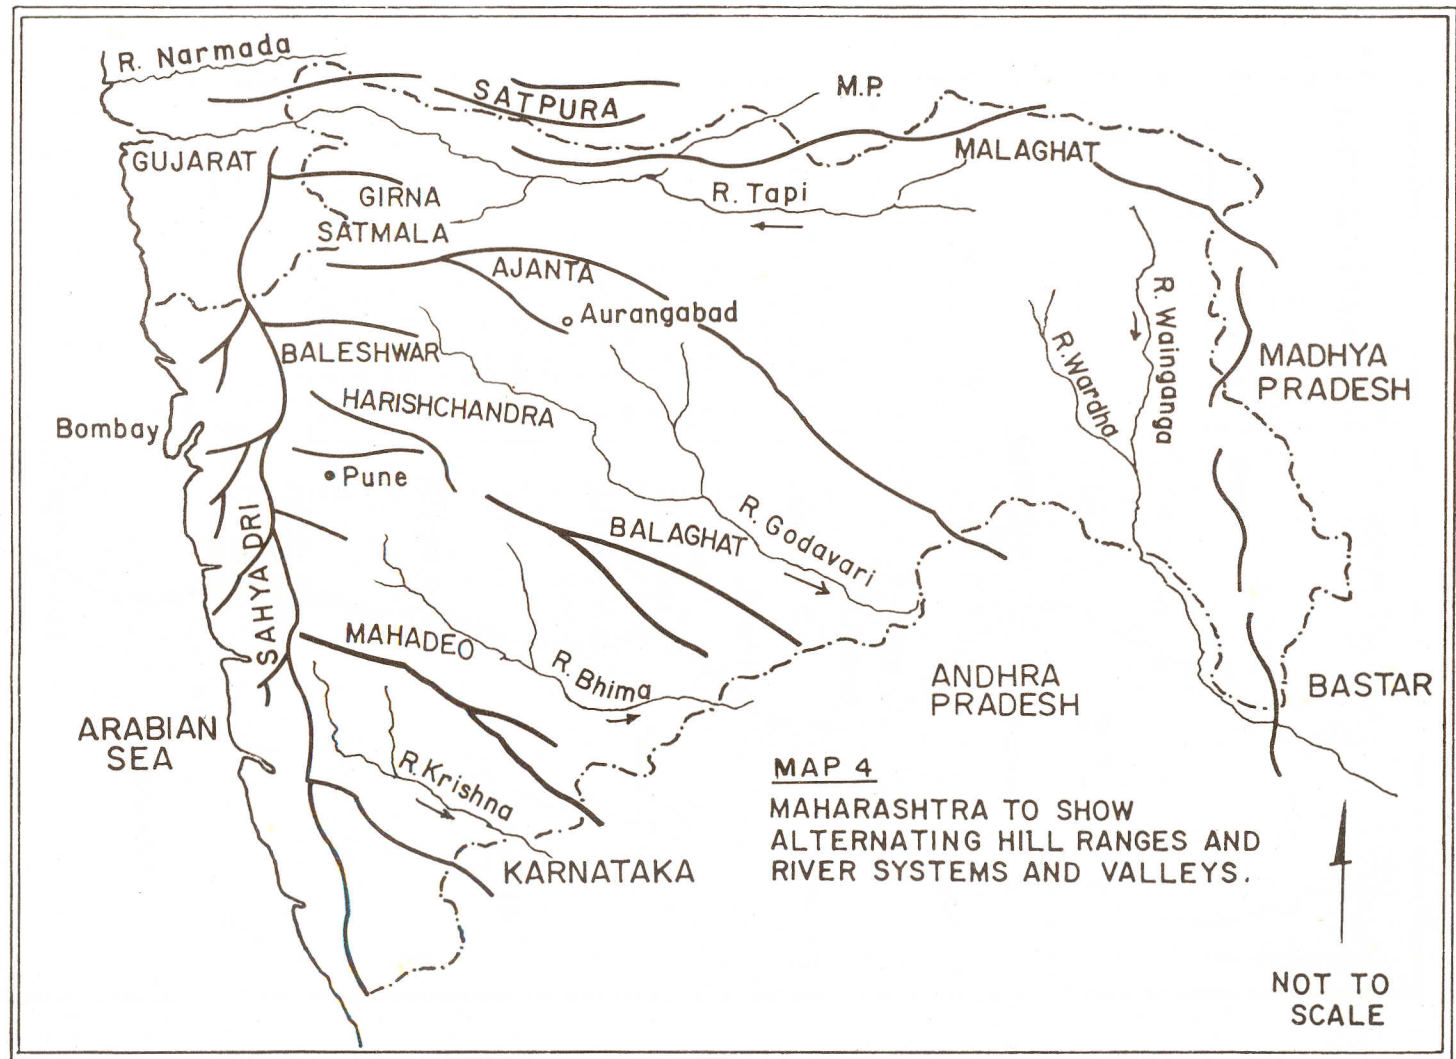 R. Narmada
SATPURA
M.P.
GUJARAT
MALAGHAT
GIRNA
R. Tapi
SATMALA
AJANTA
Aurangabad
R. Wainganga
R. Wardha
BALESHWAR
MADHYA
PRADESH
HARISHCHANDRA
Bombay
Pune
R. Godavari
BALAGHAT
SAHYADRI
MAHADEO
R. Bhima
ANDHRA
PRADESH
BASTAR
ARABIAN
SEA
R. Krishna
MAP 4
MAHARASHTRA TO SHOW
ALTERNATING HILL RANGES AND
RIVER SYSTEMS AND VALLEYS.
KARNATAKA
NOT TO
SCALE